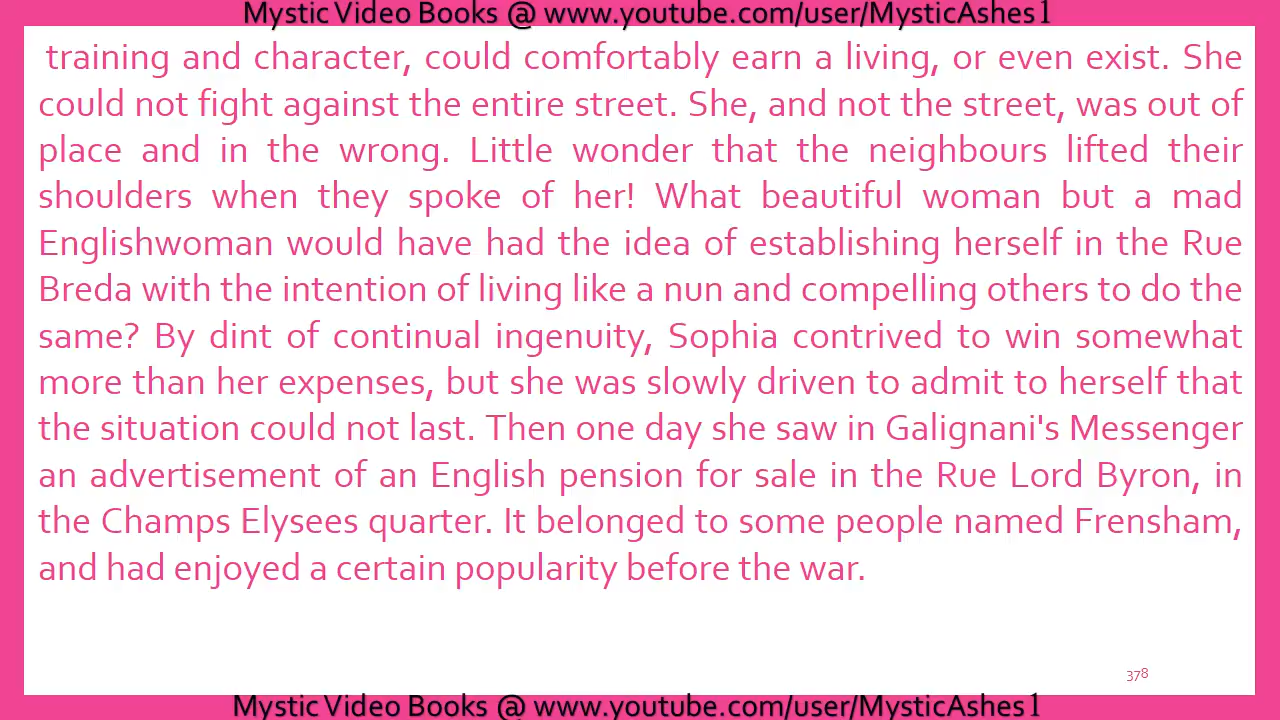 Mystic Video Books @ www.youtube.com/user/MysticAshes1
training and character, could comfortably earn a living, or even exist. She
could not fight against the entire street. She, and not the street, was out of
place and in the wrong. Little wonder that the neighbours lifted their
shoulders when they spoke of her! What beautiful woman but a mad
Englishwoman would have had the idea of establishing herself in the Rue
Breda with the intention of living like a nun and compelling others to do the
same? By dint of continual ingenuity, Sophia contrived to win somewhat
more than her expenses, but she was slowly driven to admit to herself that
the situation could not last. Then one day she saw in Galignani's Messenger
an advertisement of an English pension for sale in the Rue Lord Byron, in
the Champs Elysees quarter. It belonged to some people named Frensham,
and had enjoyed a certain popularity before the war.
378
Mystic Video Books @ www.youtube.com/user/MysticAshes1